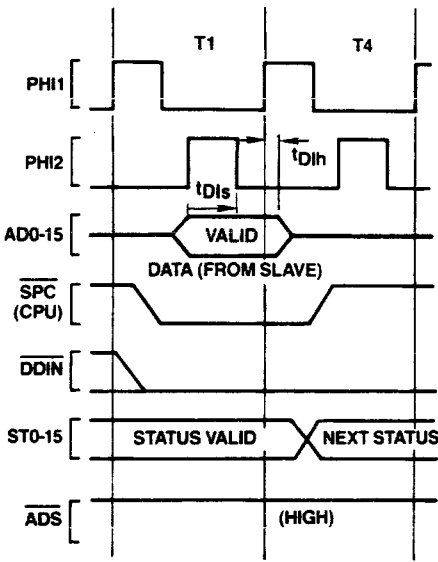 T1 T4
PHI1
PHI2
tDIh
tDIs
AD0-15
VALID
DATA (FROM SLAVE)
SPC
(CPU)
DDIN
ST0-15
STATUS VALID
NEXT STATUS
ADS
(HIGH)